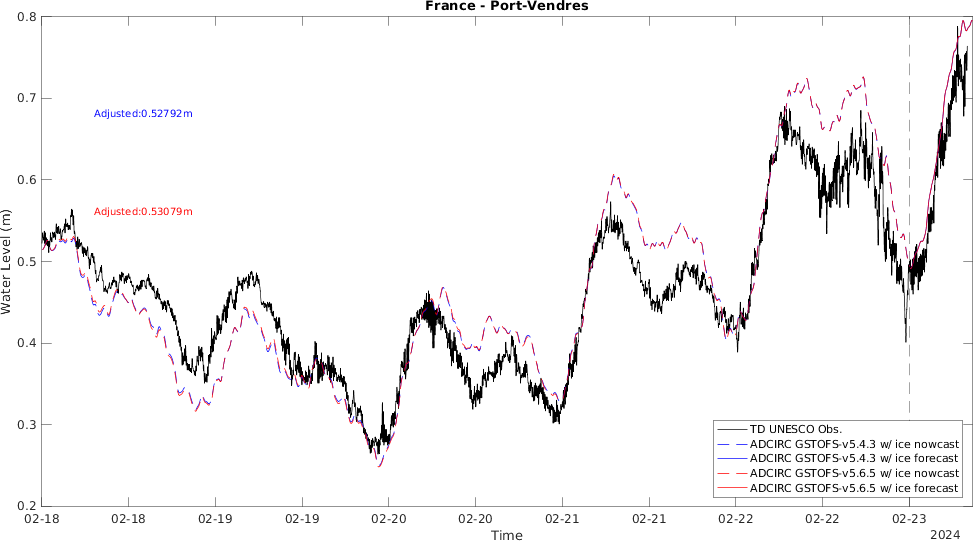 France - Port-Vendres
0.8
0.7
0.6
0.5
0.4
0.3
0.2
Water Level (m)
Adjusted:0.52792m
Adjusted:0.53079m
TD UNESCO Obs.
ADCIRC GSTOFS-v5.4.3 w/ ice nowcast
ADCIRC GSTOFS-v5.4.3 w/ ice forecast
ADCIRC GSTOFS-v5.6.5 w/ ice nowcast
ADCIRC GSTOFS-v5.6.5 w/ ice forecast
02-18 02-18 02-19 02-19 02-20 02-20 02-21 02-21 02-22 02-22 02-23
Time
2024